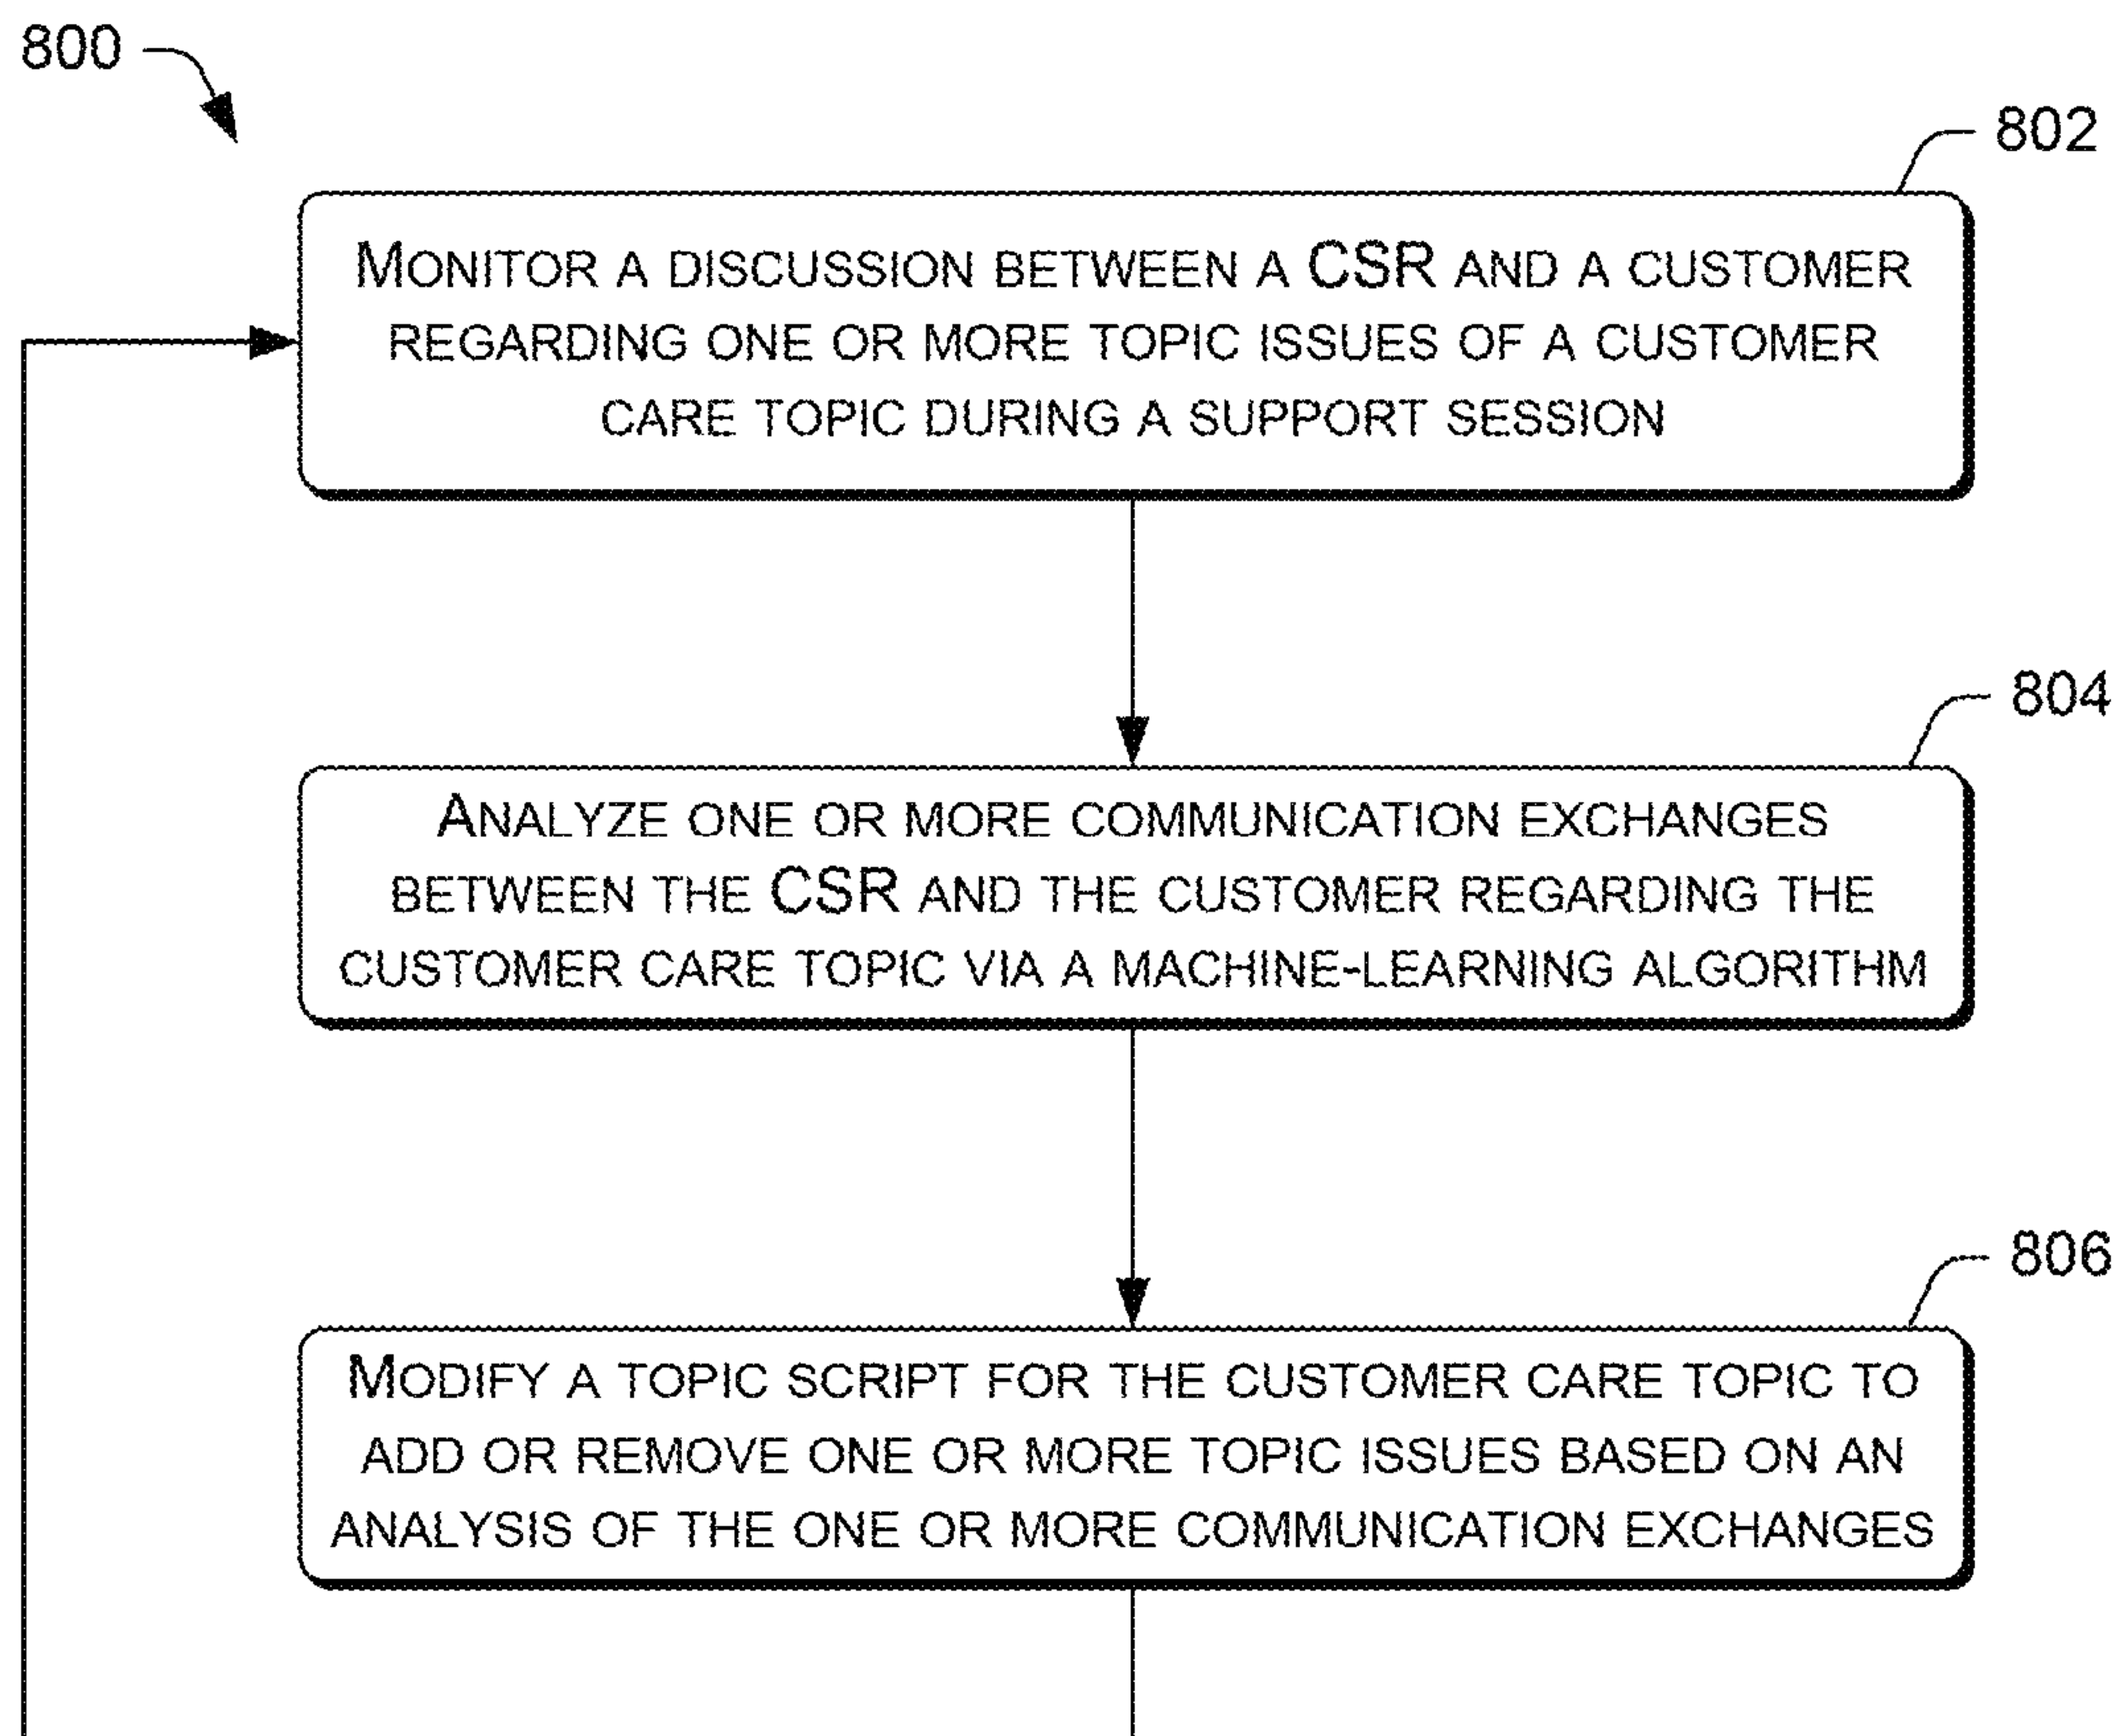 800
802
MONITOR A DISCUSSION BETWEEN A CSR AND A CUSTOMER
REGARDING ONE OR MORE TOPIC ISSUES OF A CUSTOMER
CARE TOPIC DURING A SUPPORT SESSION
804
ANALYZE ONE OR MORE COMMUNICATION EXCHANGES
BETWEEN THE CSR AND THE CUSTOMER REGARDING THE
CUSTOMER CARE TOPIC VIA A MACHINE-LEARNING ALGORITHM
806
MODIFY A TOPIC SCRIPT FOR THE CUSTOMER CARE TOPIC TO
ADD OR REMOVE ONE OR MORE TOPIC ISSUES BASED ON AN
ANALYSIS OF THE ONE OR MORE COMMUNICATION EXCHANGES